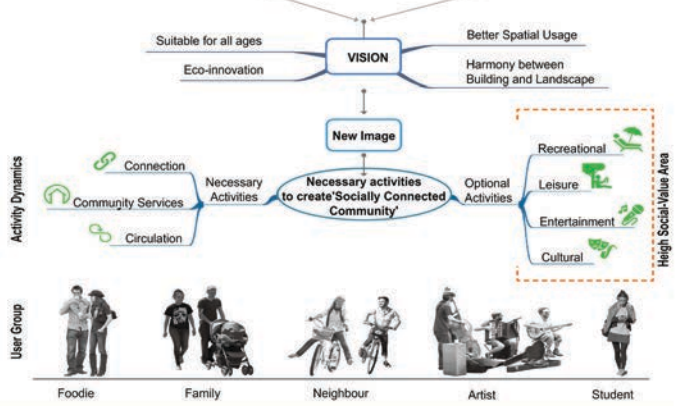 Suitable for all ages
Eco-innovation
VISION
Better Spatial Usage
Harmony between
Building and Landscape
New Image
Activity Dynamics
Connection
Community Services
Circulation
Necessary
Activities
Necessary activities
to create'Socially Connected
Community'
Optional
Activities
Recreational
Leisure
Entertainment
Cultural
Heigh Social-Value Area
User Group
Foodie
Family
Neighbour
Artist
Student